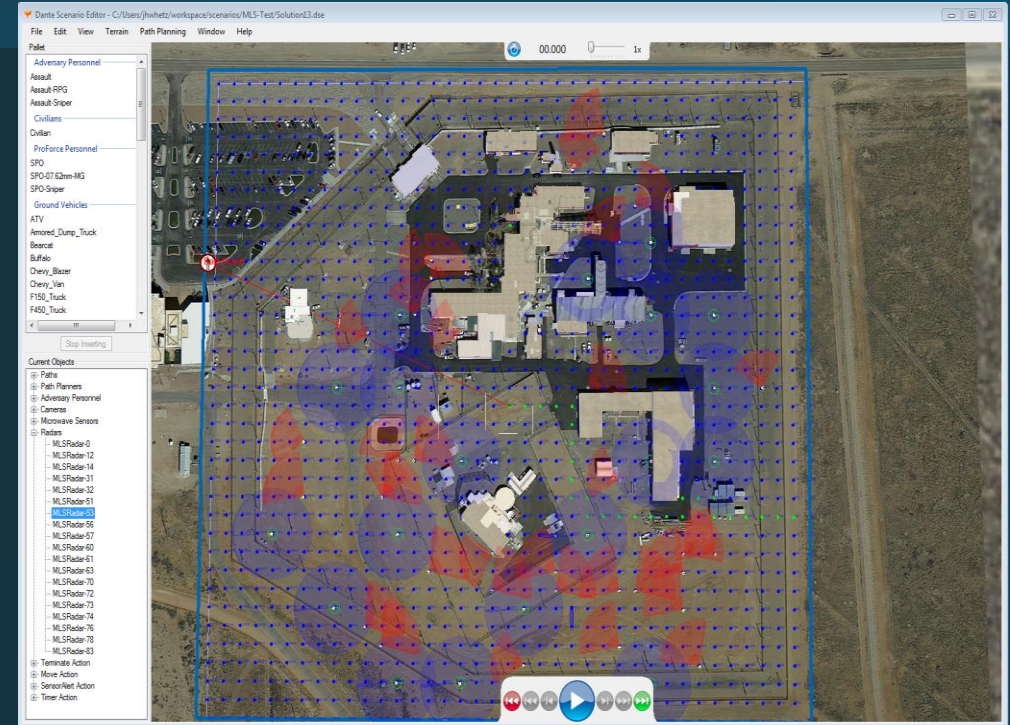 Dante Scenario Editor - C:/Users/jhwhetz/workspace/scenarios/MLS-Test/Solution13.dse
File Edit View Terrain Path Planning Window Help
Pallet
00.000 1x
Adversary Personnel
Assault
Assault-RPG
Assault-Sniper
Civilians
Civilian
ProForce Personnel
SPO
SPO-07.62mm-MG
SPO-Sniper
Ground Vehicles
ATV
Armored_Dump_Truck
Bearcat
Buffalo
Chevy_Blazer
Chevy_Van
F150_Truck
F450_Truck
Stop Inserting
Current Objects
Paths
Path Planners
Adversary Personnel
Cameras
Microwave Sensors
Radars
MLSRadar-0
MLSRadar-12
MLSRadar-14
MLSRadar-31
MLSRadar-32
MLSRadar-51
MLSRadar-53
MLSRadar-56
MLSRadar-57
MLSRadar-60
MLSRadar-61
MLSRadar-63
MLSRadar-70
MLSRadar-72
MLSRadar-73
MLSRadar-74
MLSRadar-76
MLSRadar-78
MLSRadar-83
Terminate Action
Move Action
SensorAlert Action
Timer Action